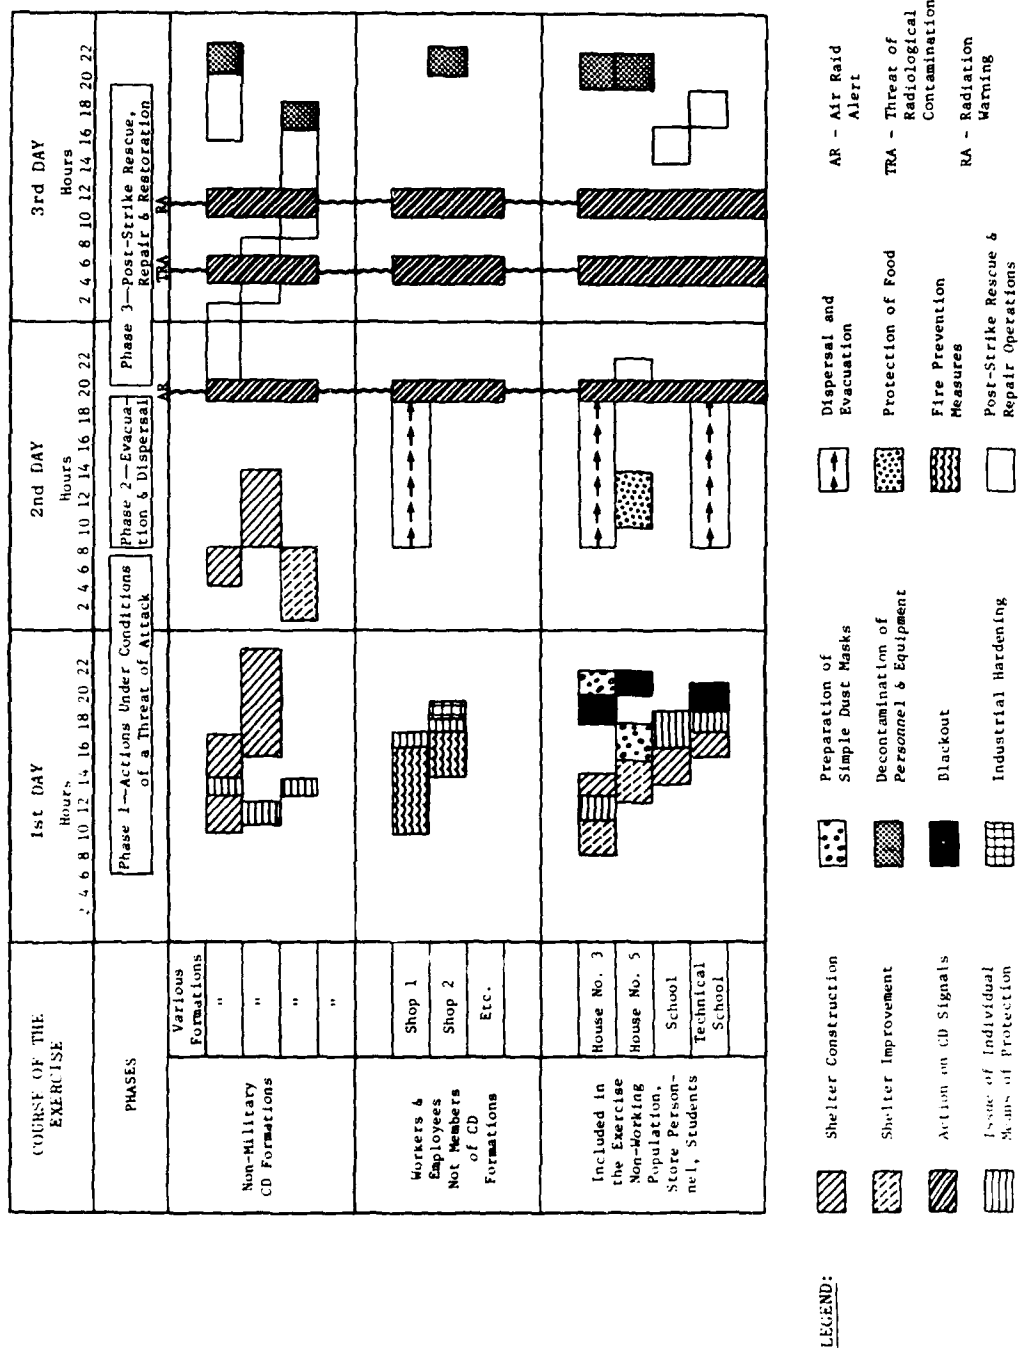 COURSE OF THE
EXERCISE
1st DAY
Hours
2 4 6 8 10 12 14 16 18 20 22
2nd DAY
Hours
2 4 6 8 10 12 14 16 18 20 22
3rd DAY
Hours
2 4 6 8 10 12 14 16 18 20 22
PHASES
Phase 1—Actions Under Conditions
of a Threat of Attack
Phase 2—Evacua-
tion & Dispersal
Phase 3—Post-Strike Rescue,
Repair & Restoration
AR
TRA
RA
Non-Military
CD Formations
Various
Formations
"
"
"
"
Workers &
Employees
Not Members
of CD
Formations
Shop 1
Shop 2
Etc.
Included in
the Exercise
Non-Working
Population,
Store Person-
nel, Students
House No. 3
House No. 5
School
Technical
School
LEGEND:
Shelter Construction
Shelter Improvement
Action on CD Signals
Issue of Individual
Means of Protection
Preparation of
Simple Dust Masks
Decontamination of
Personnel & Equipment
Blackout
Industrial Hardening
Dispersal and
Evacuation
Protection of Food
Fire Prevention
Measures
Post-Strike Rescue &
Repair Operations
AR - Air Raid
Alert
TRA - Threat of
Radiological
Contamination
RA - Radiation
Warning